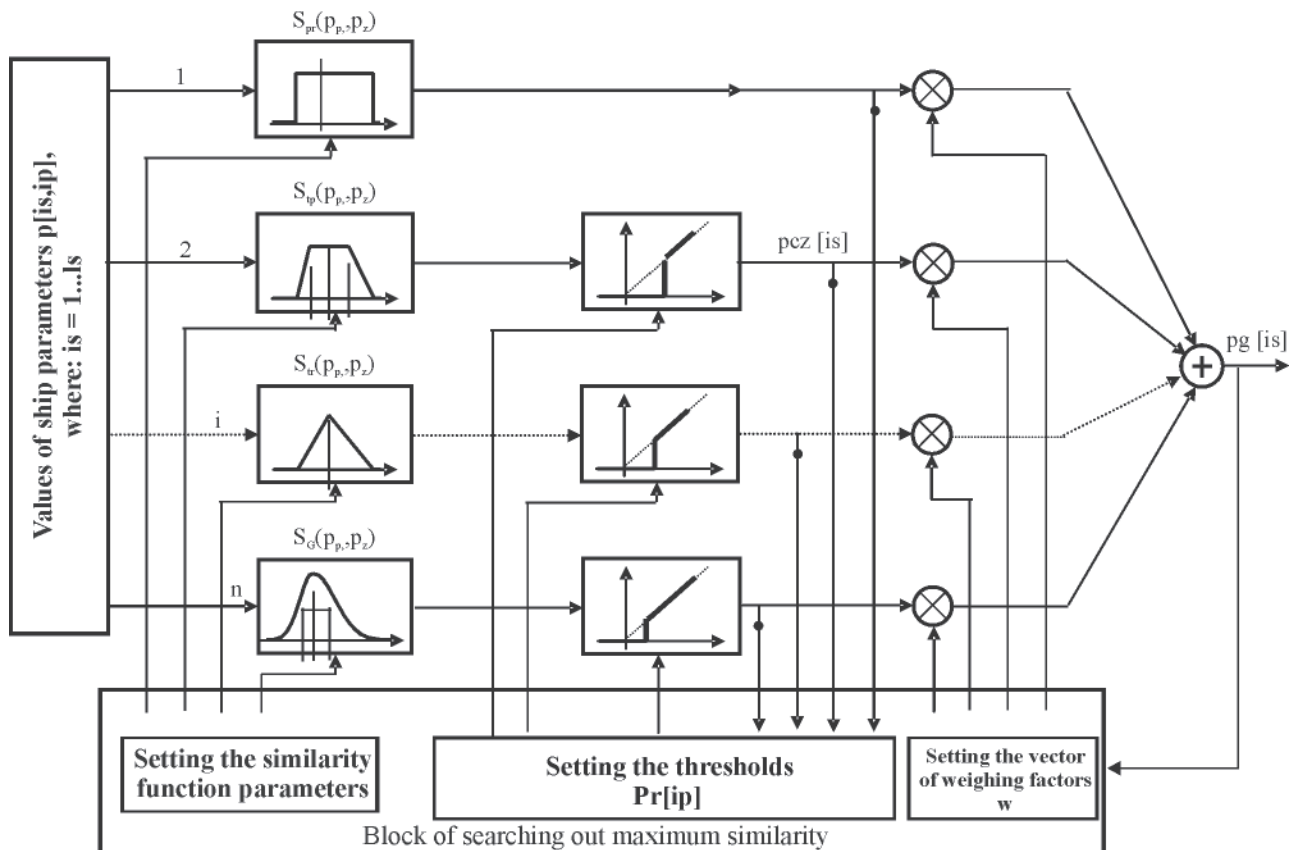 Values of ship parameters p[is,ip],
where: is = 1...ls
S_pr(p_p,,p_z)
1
S_tp(p_p,,p_z)
2
pcz [is]
S_tr(p_p,,p_z)
i
pg [is]
S_G(p_p,,p_z)
n
Setting the similarity
function parameters
Setting the thresholds
Pr[ip]
Setting the vector
of weighing factors
w
Block of searching out maximum similarity